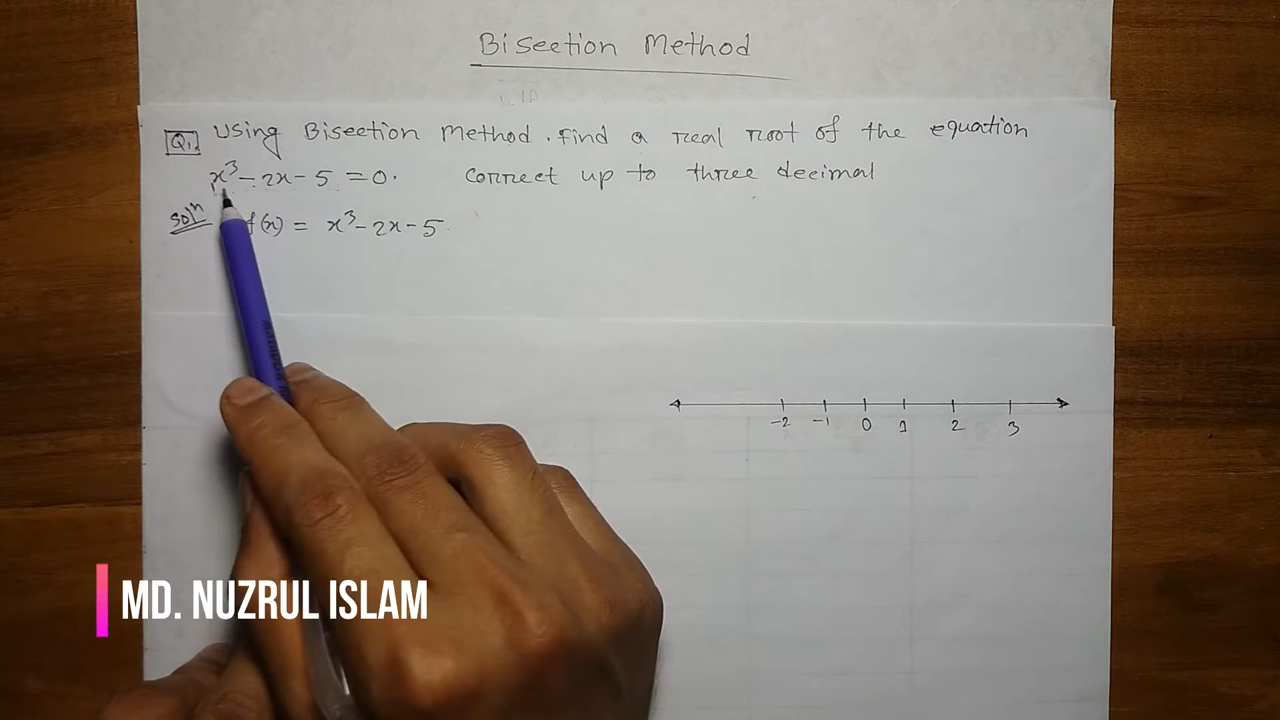 Bisection Method
Q1. Using Bisection Method. Find a real root of the equation
x³ - 2x - 5 = 0. Correct up to three decimal
Solⁿ f(x) = x³ - 2x - 5
-2 -1 0 1 2 3
MD. NUZRUL ISLAM